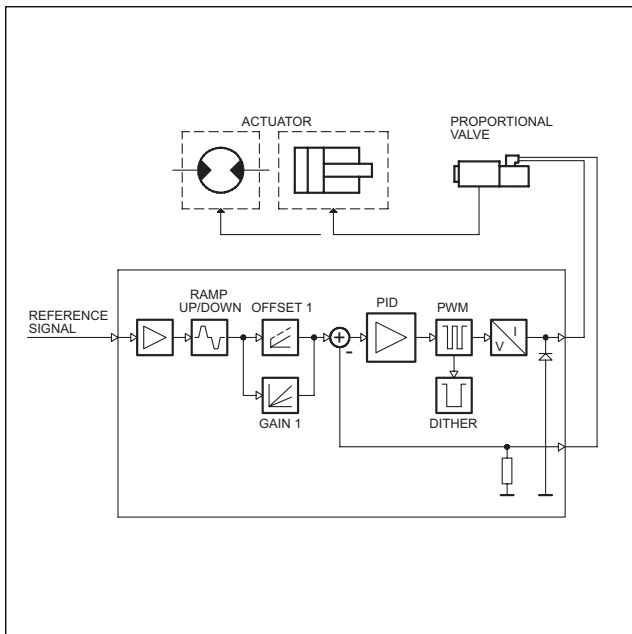 ACTUATOR
PROPORTIONAL
VALVE
REFERENCE
SIGNAL
RAMP
UP/DOWN
OFFSET 1
PID
PWM
I
V
GAIN 1
DITHER